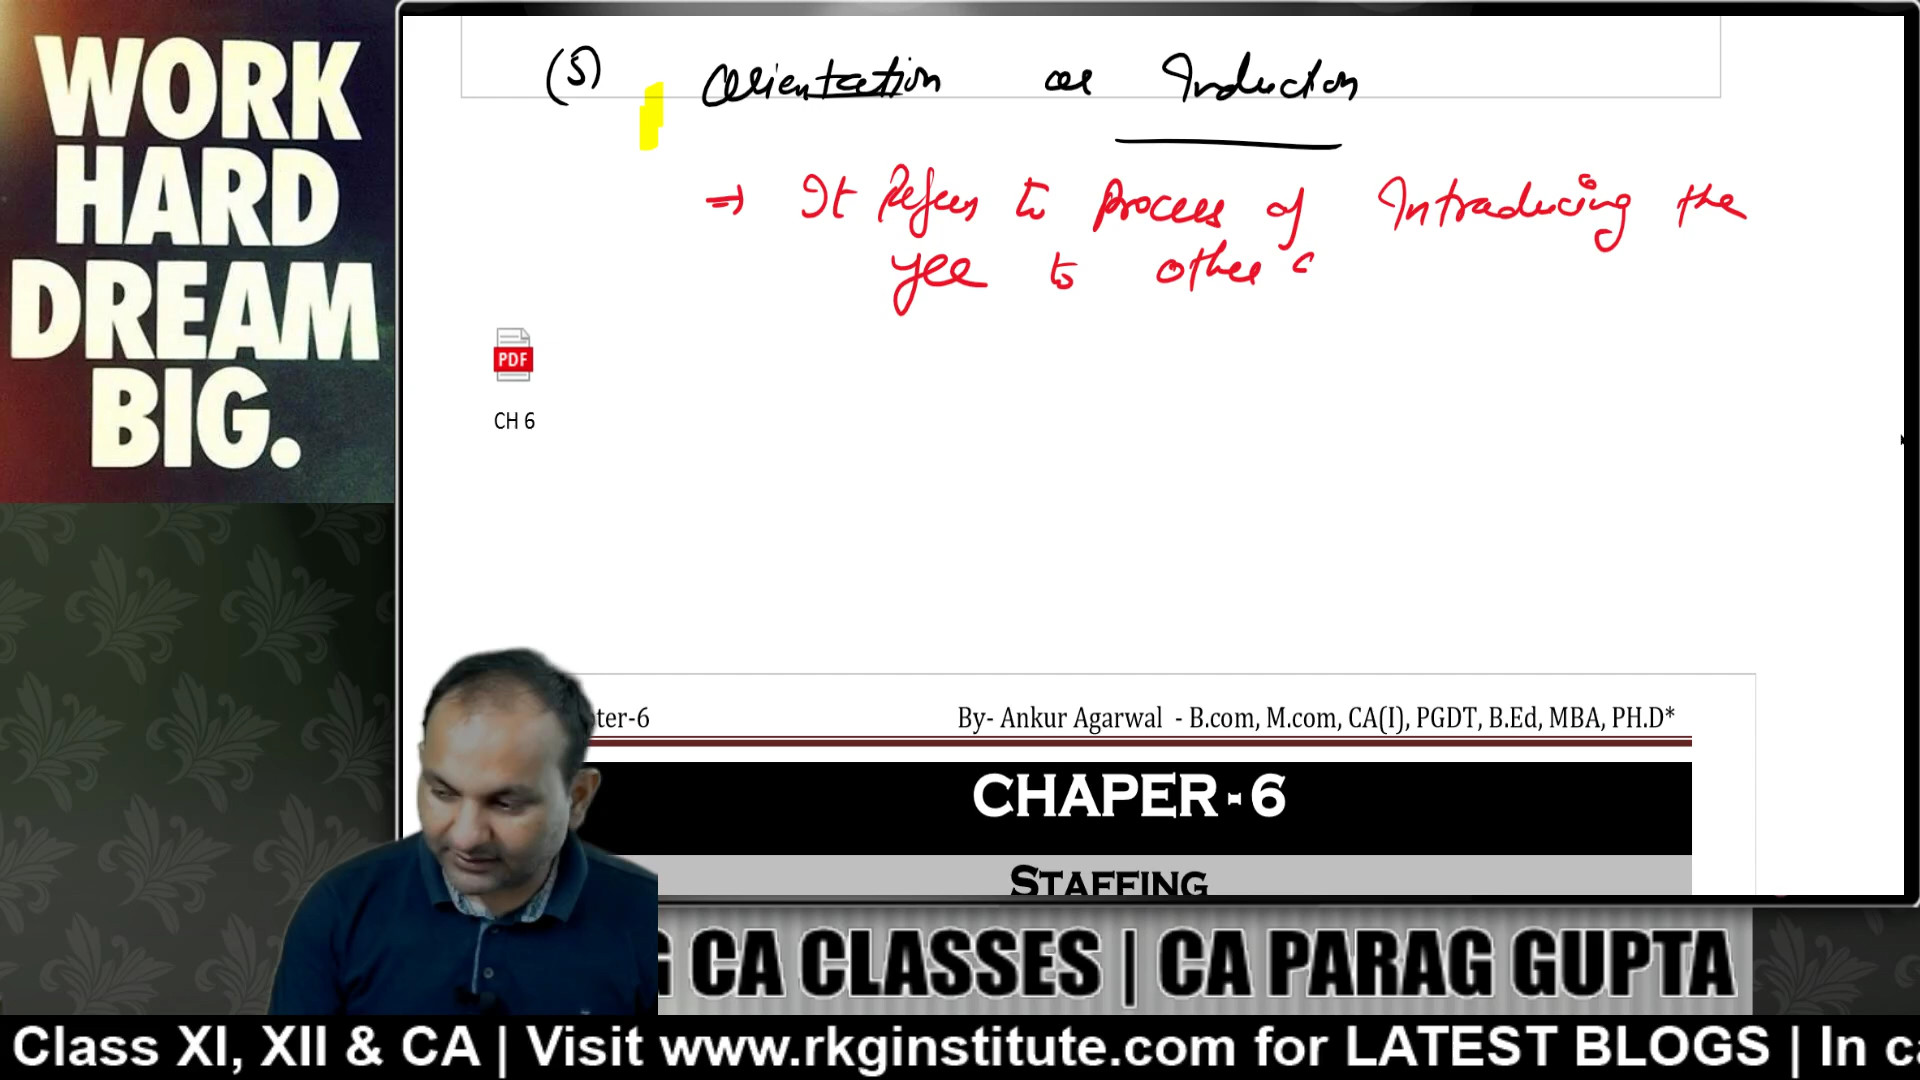 WORK
HARD
DREAM
BIG.
(5) Orientation or Induction
⇒ It Refers to Process of Introducing the
yee to other
PDF
CH 6
ter-6 By- Ankur Agarwal - B.com, M.com, CA(I), PGDT, B.Ed, MBA, PH.D*
CHAPER - 6
STAFFING
G CA CLASSES | CA PARAG GUPTA
Class XI, XII & CA | Visit www.rkginstitute.com for LATEST BLOGS | In ca